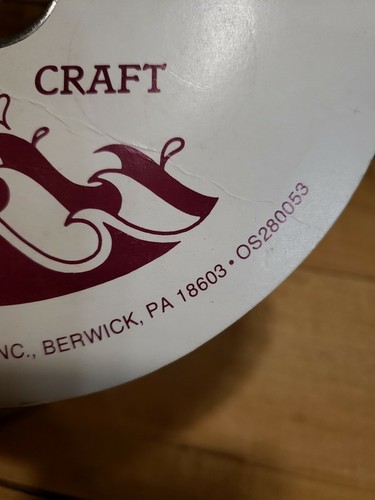 CRAFT
NC., BERWICK, PA 18603 • OS280053